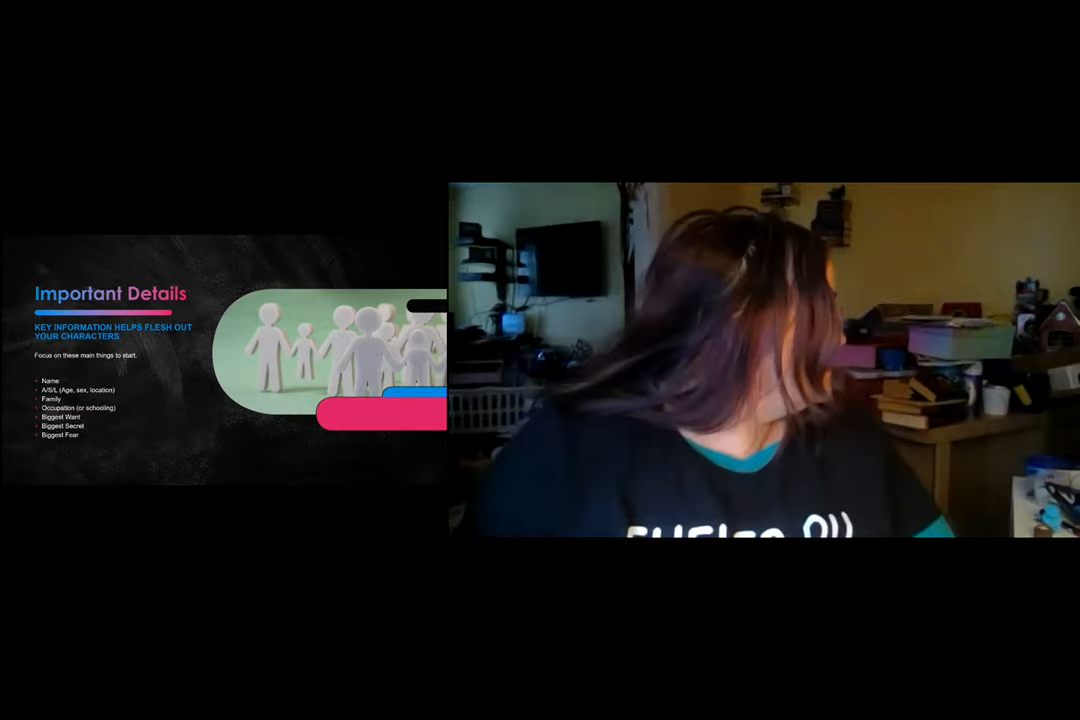 Important Details
KEY INFORMATION HELPS FLESH OUT
YOUR CHARACTERS
Focus on these main things to start.
Name
A/S/L (Age, sex, location)
Family
Occupation (or schooling)
Biggest Want
Biggest Secret
Biggest Fear